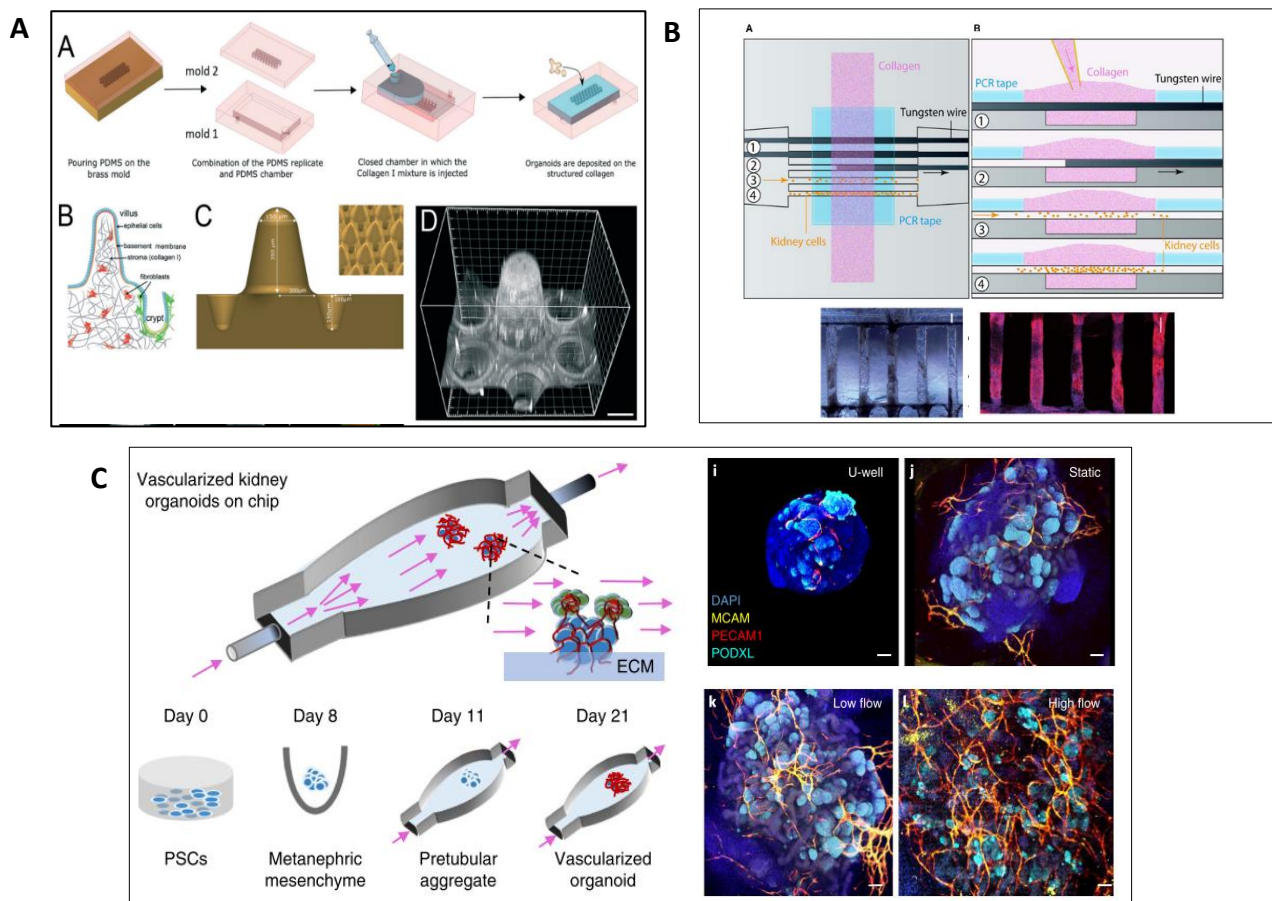 A
A
mold 2
mold 1
Pouring PDMS on the
brass mold
Combination of the PDMS replicate
and PDMS chamber
Closed chamber in which the
Collagen I mixture is injected
Organoids are deposited on the
structured collagen
B
villus
epihelial cells
basement membrane
stroma (collagen I)
fibroblasts
crypt
C
150 µm
200µm
D
B
A
Collagen
Tungsten wire
1
2
3
4
PCR tape
Kidney cells
B
PCR tape
Collagen
Tungsten wire
1
2
3
Kidney cells
4
C
Vascularized kidney
organoids on chip
ECM
Day 0
Day 8
Day 11
Day 21
PSCs
Metanephric
mesenchyme
Pretubular
aggregate
Vascularized
organoid
i
U-well
DAPI
MCAM
PECAM1
PODXL
j
Static
k
Low flow
l
High flow